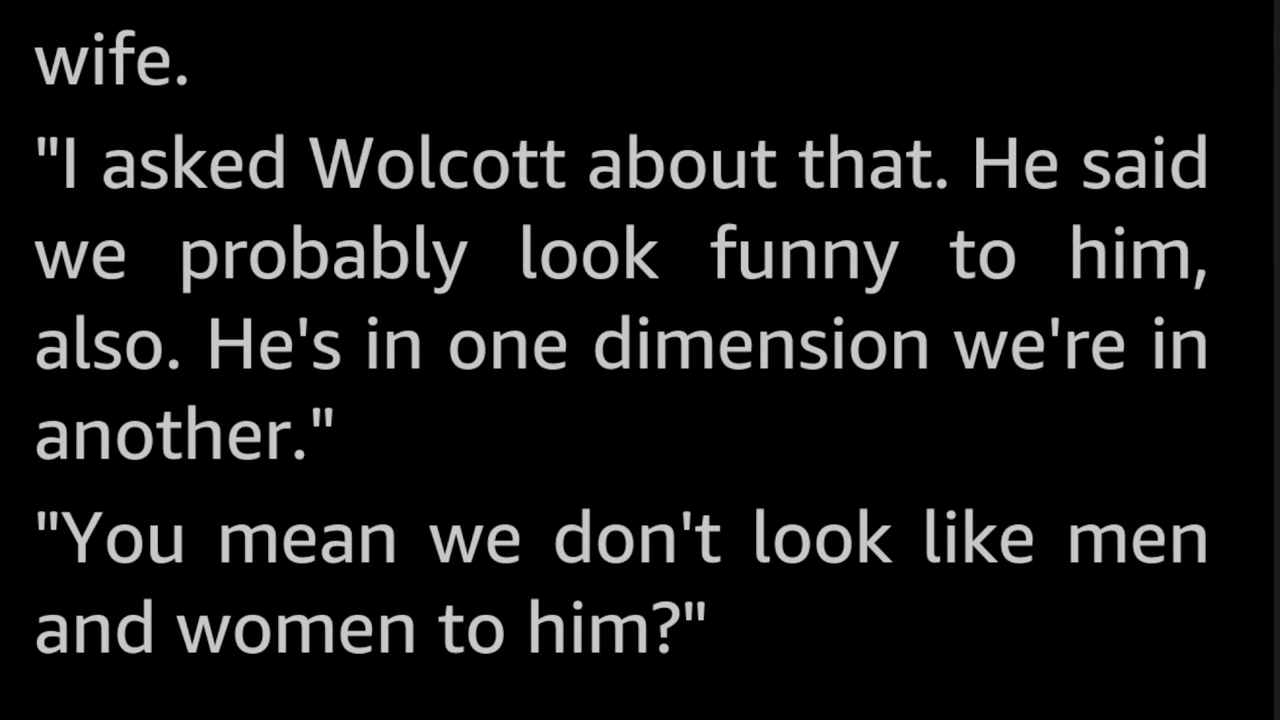 wife.
"I asked Wolcott about that. He said
we probably look funny to him,
also. He's in one dimension we're in
another."
"You mean we don't look like men
and women to him?"